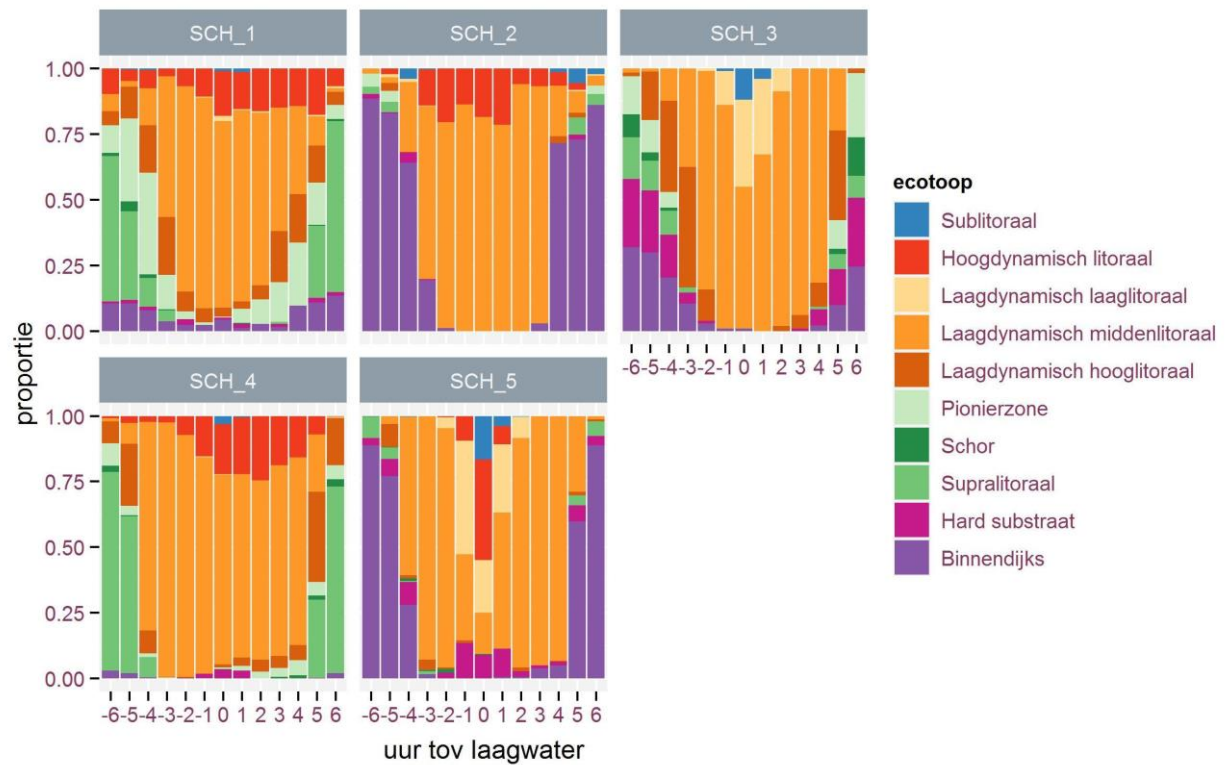 SCH_1 SCH_2 SCH_3
1.00
0.75
0.50
0.25
0.00
-6 -5 -4 -3 -2 -1 0 1 2 3 4 5 6
SCH_4 SCH_5
1.00
0.75
0.50
0.25
0.00
-6 -5 -4 -3 -2 -1 0 1 2 3 4 5 6 -6 -5 -4 -3 -2 -1 0 1 2 3 4 5 6
proportie
uur tov laagwater
ecotoop
Sublitoraal
Hoogdynamisch litoraal
Laagdynamisch laaglitoraal
Laagdynamisch middenlitoraal
Laagdynamisch hooglitoraal
Pionierzone
Schor
Supralitoraal
Hard substraat
Binnendijks